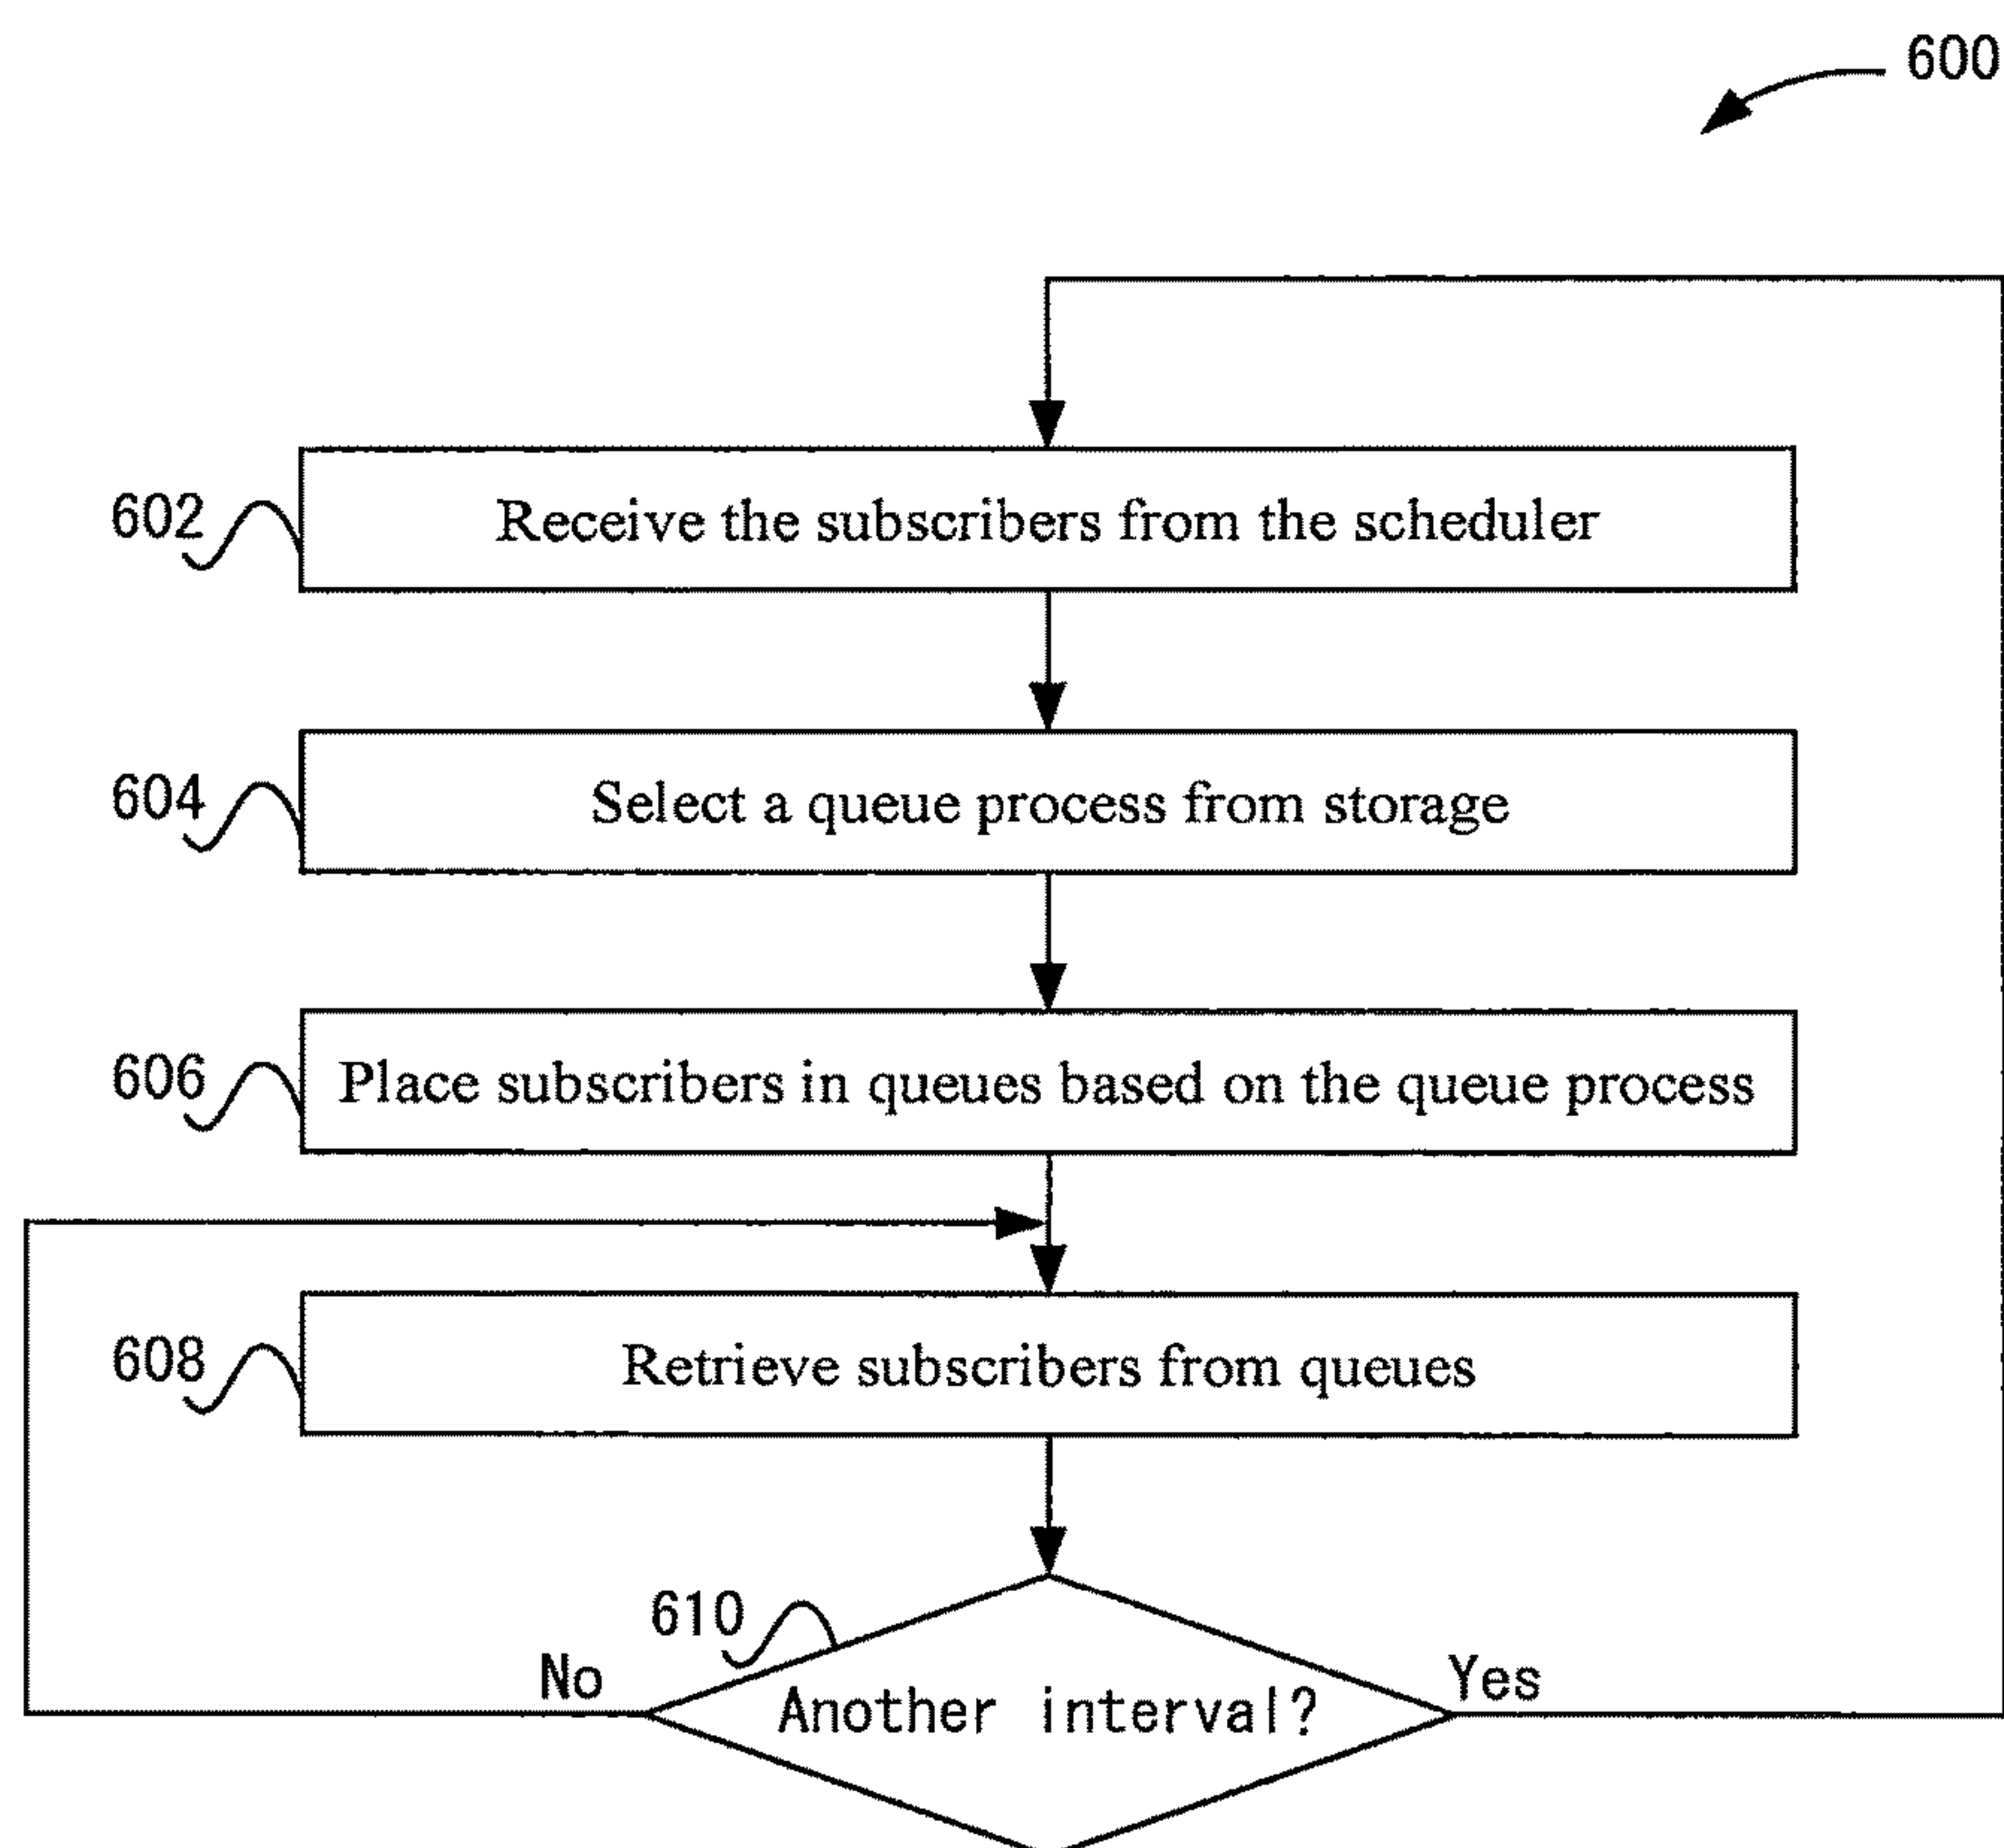 600
602
Receive the subscribers from the scheduler
604
Select a queue process from storage
606
Place subscribers in queues based on the queue process
608
Retrieve subscribers from queues
610
No
Another interval?
Yes